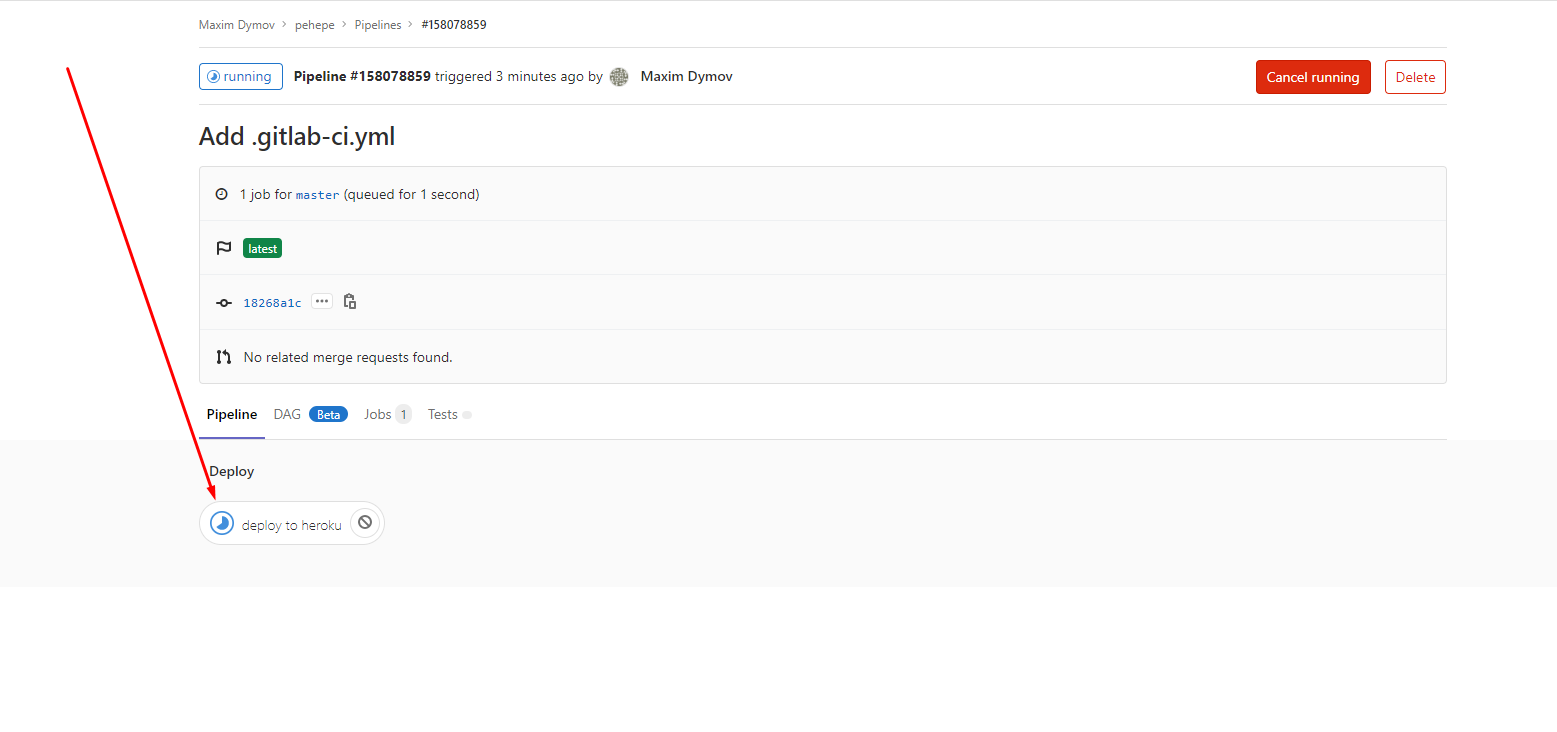 Maxim Dymov > pehepe > Pipelines > #158078859
running Pipeline #158078859 triggered 3 minutes ago by Maxim Dymov Cancel running Delete
Add .gitlab-ci.yml
1 job for master (queued for 1 second)
latest
18268a1c ...
No related merge requests found.
Pipeline DAG Beta Jobs 1 Tests
Deploy
deploy to heroku